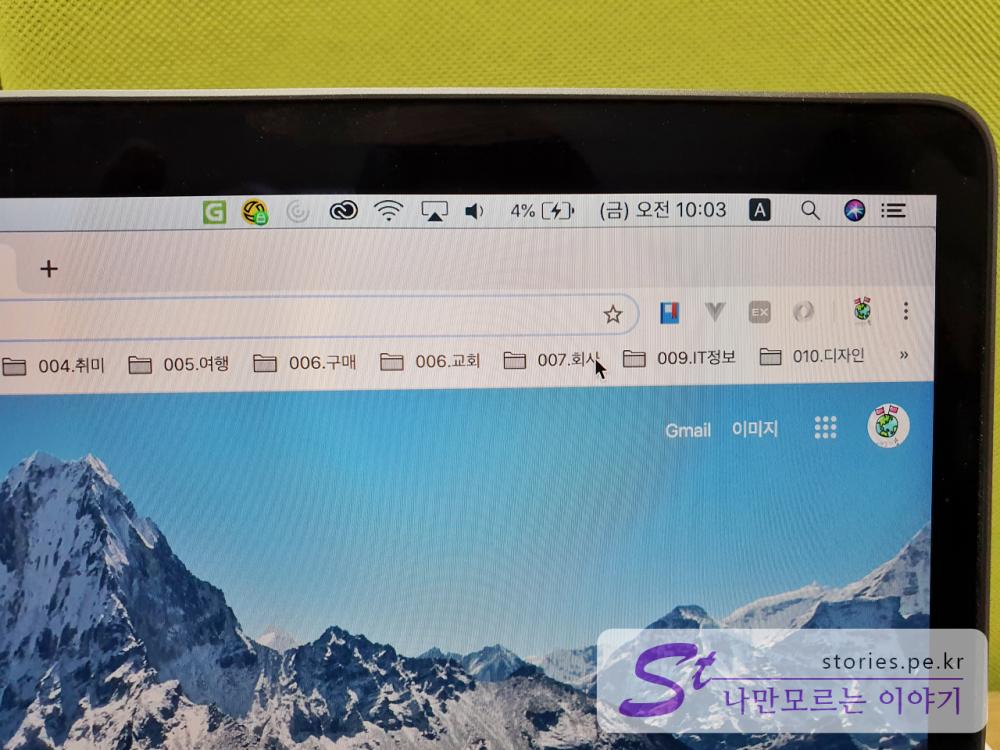 4% (금) 오전 10:03 A
EX
004.취미 005.여행 006.구매 006.교회 007.회사 009.IT정보 010.디자인 »
Gmail 이미지
St stories.pe.kr
나만모르는 이야기